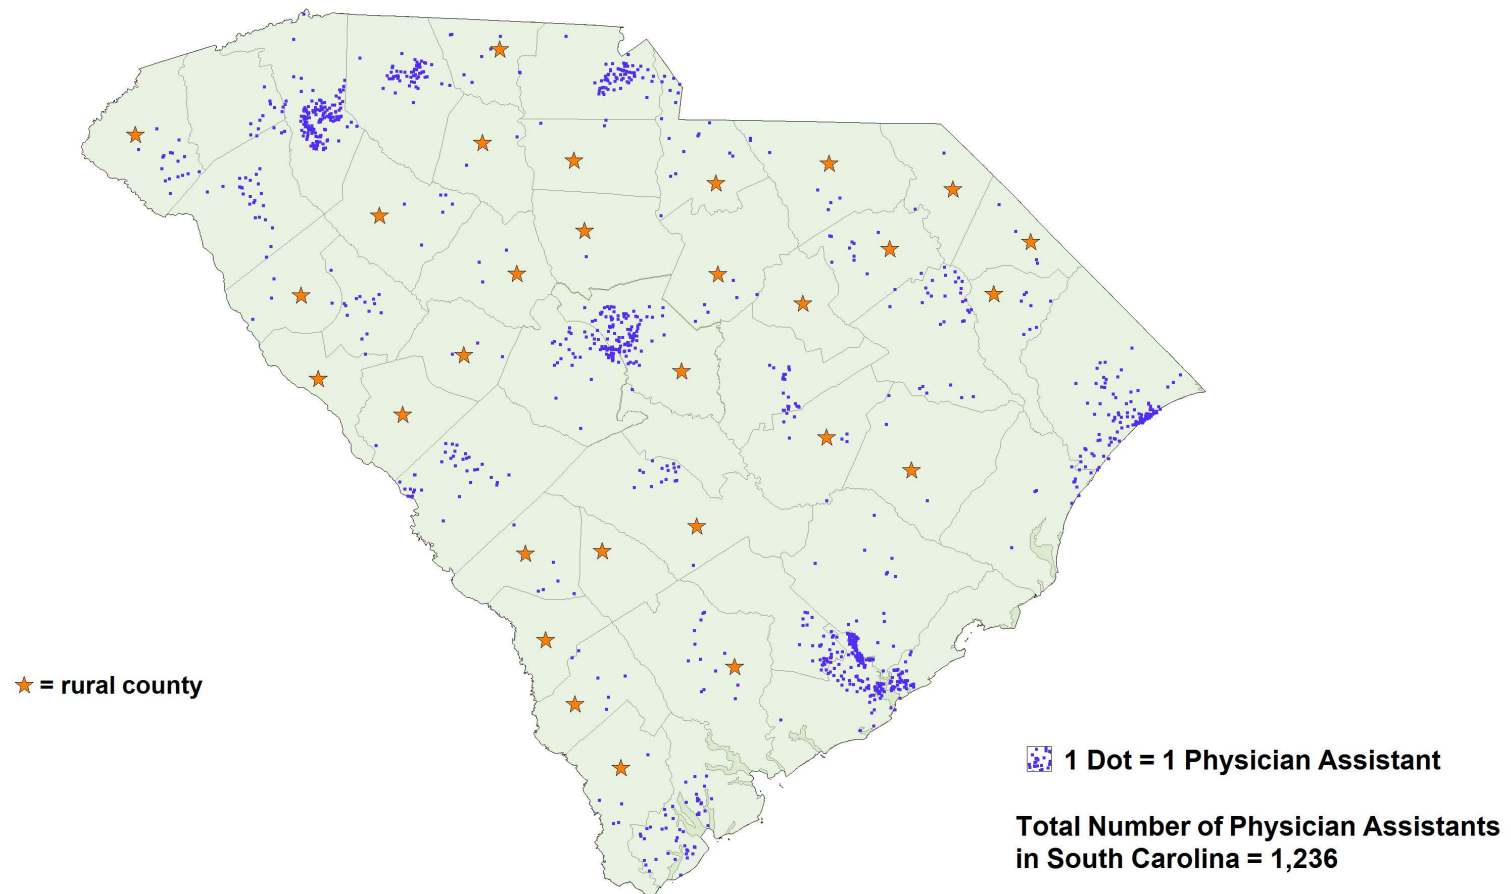 = rural county
1 Dot = 1 Physician Assistant
Total Number of Physician Assistants
in South Carolina = 1,236